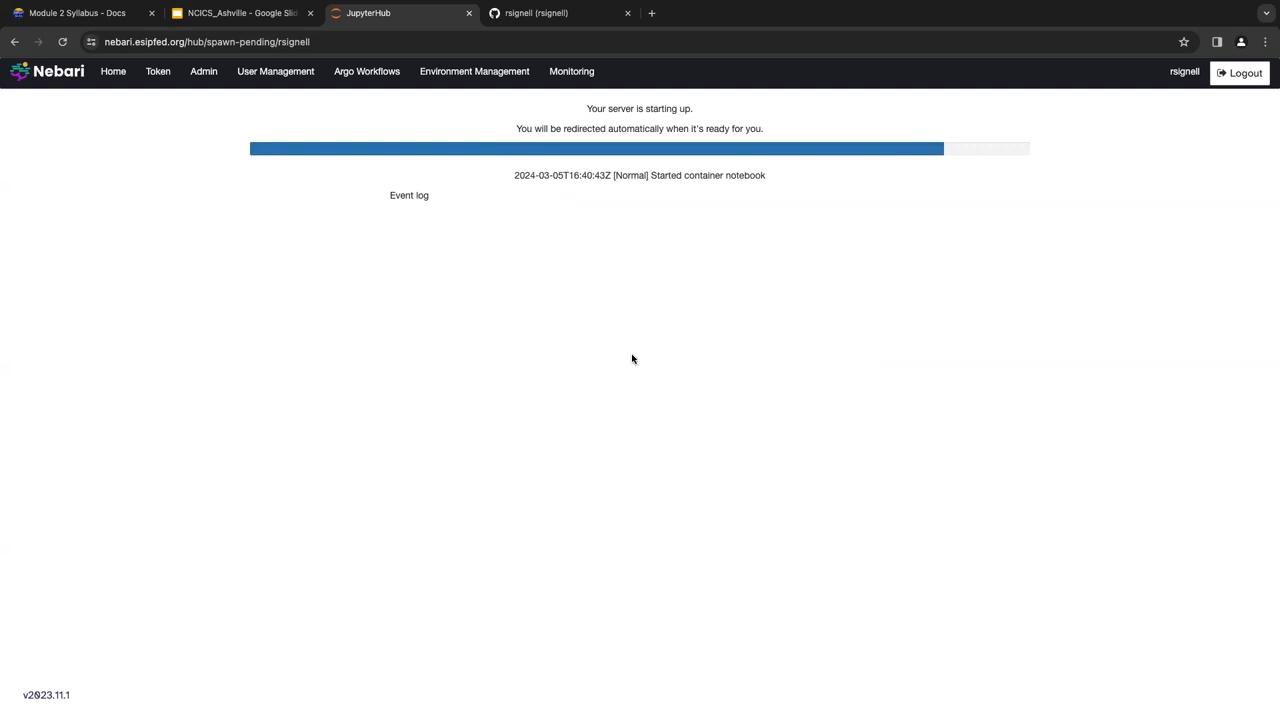 Module 2 Syllabus - Docs
NCICS_Ashville - Google Slid
JupyterHub
rsignell (rsignell)
nebari.esipfed.org/hub/spawn-pending/rsignell
Nebari Home Token Admin User Management Argo Workflows Environment Management Monitoring rsignell Logout
Your server is starting up.
You will be redirected automatically when it's ready for you.
2024-03-05T16:40:43Z [Normal] Started container notebook
Event log
v2023.11.1